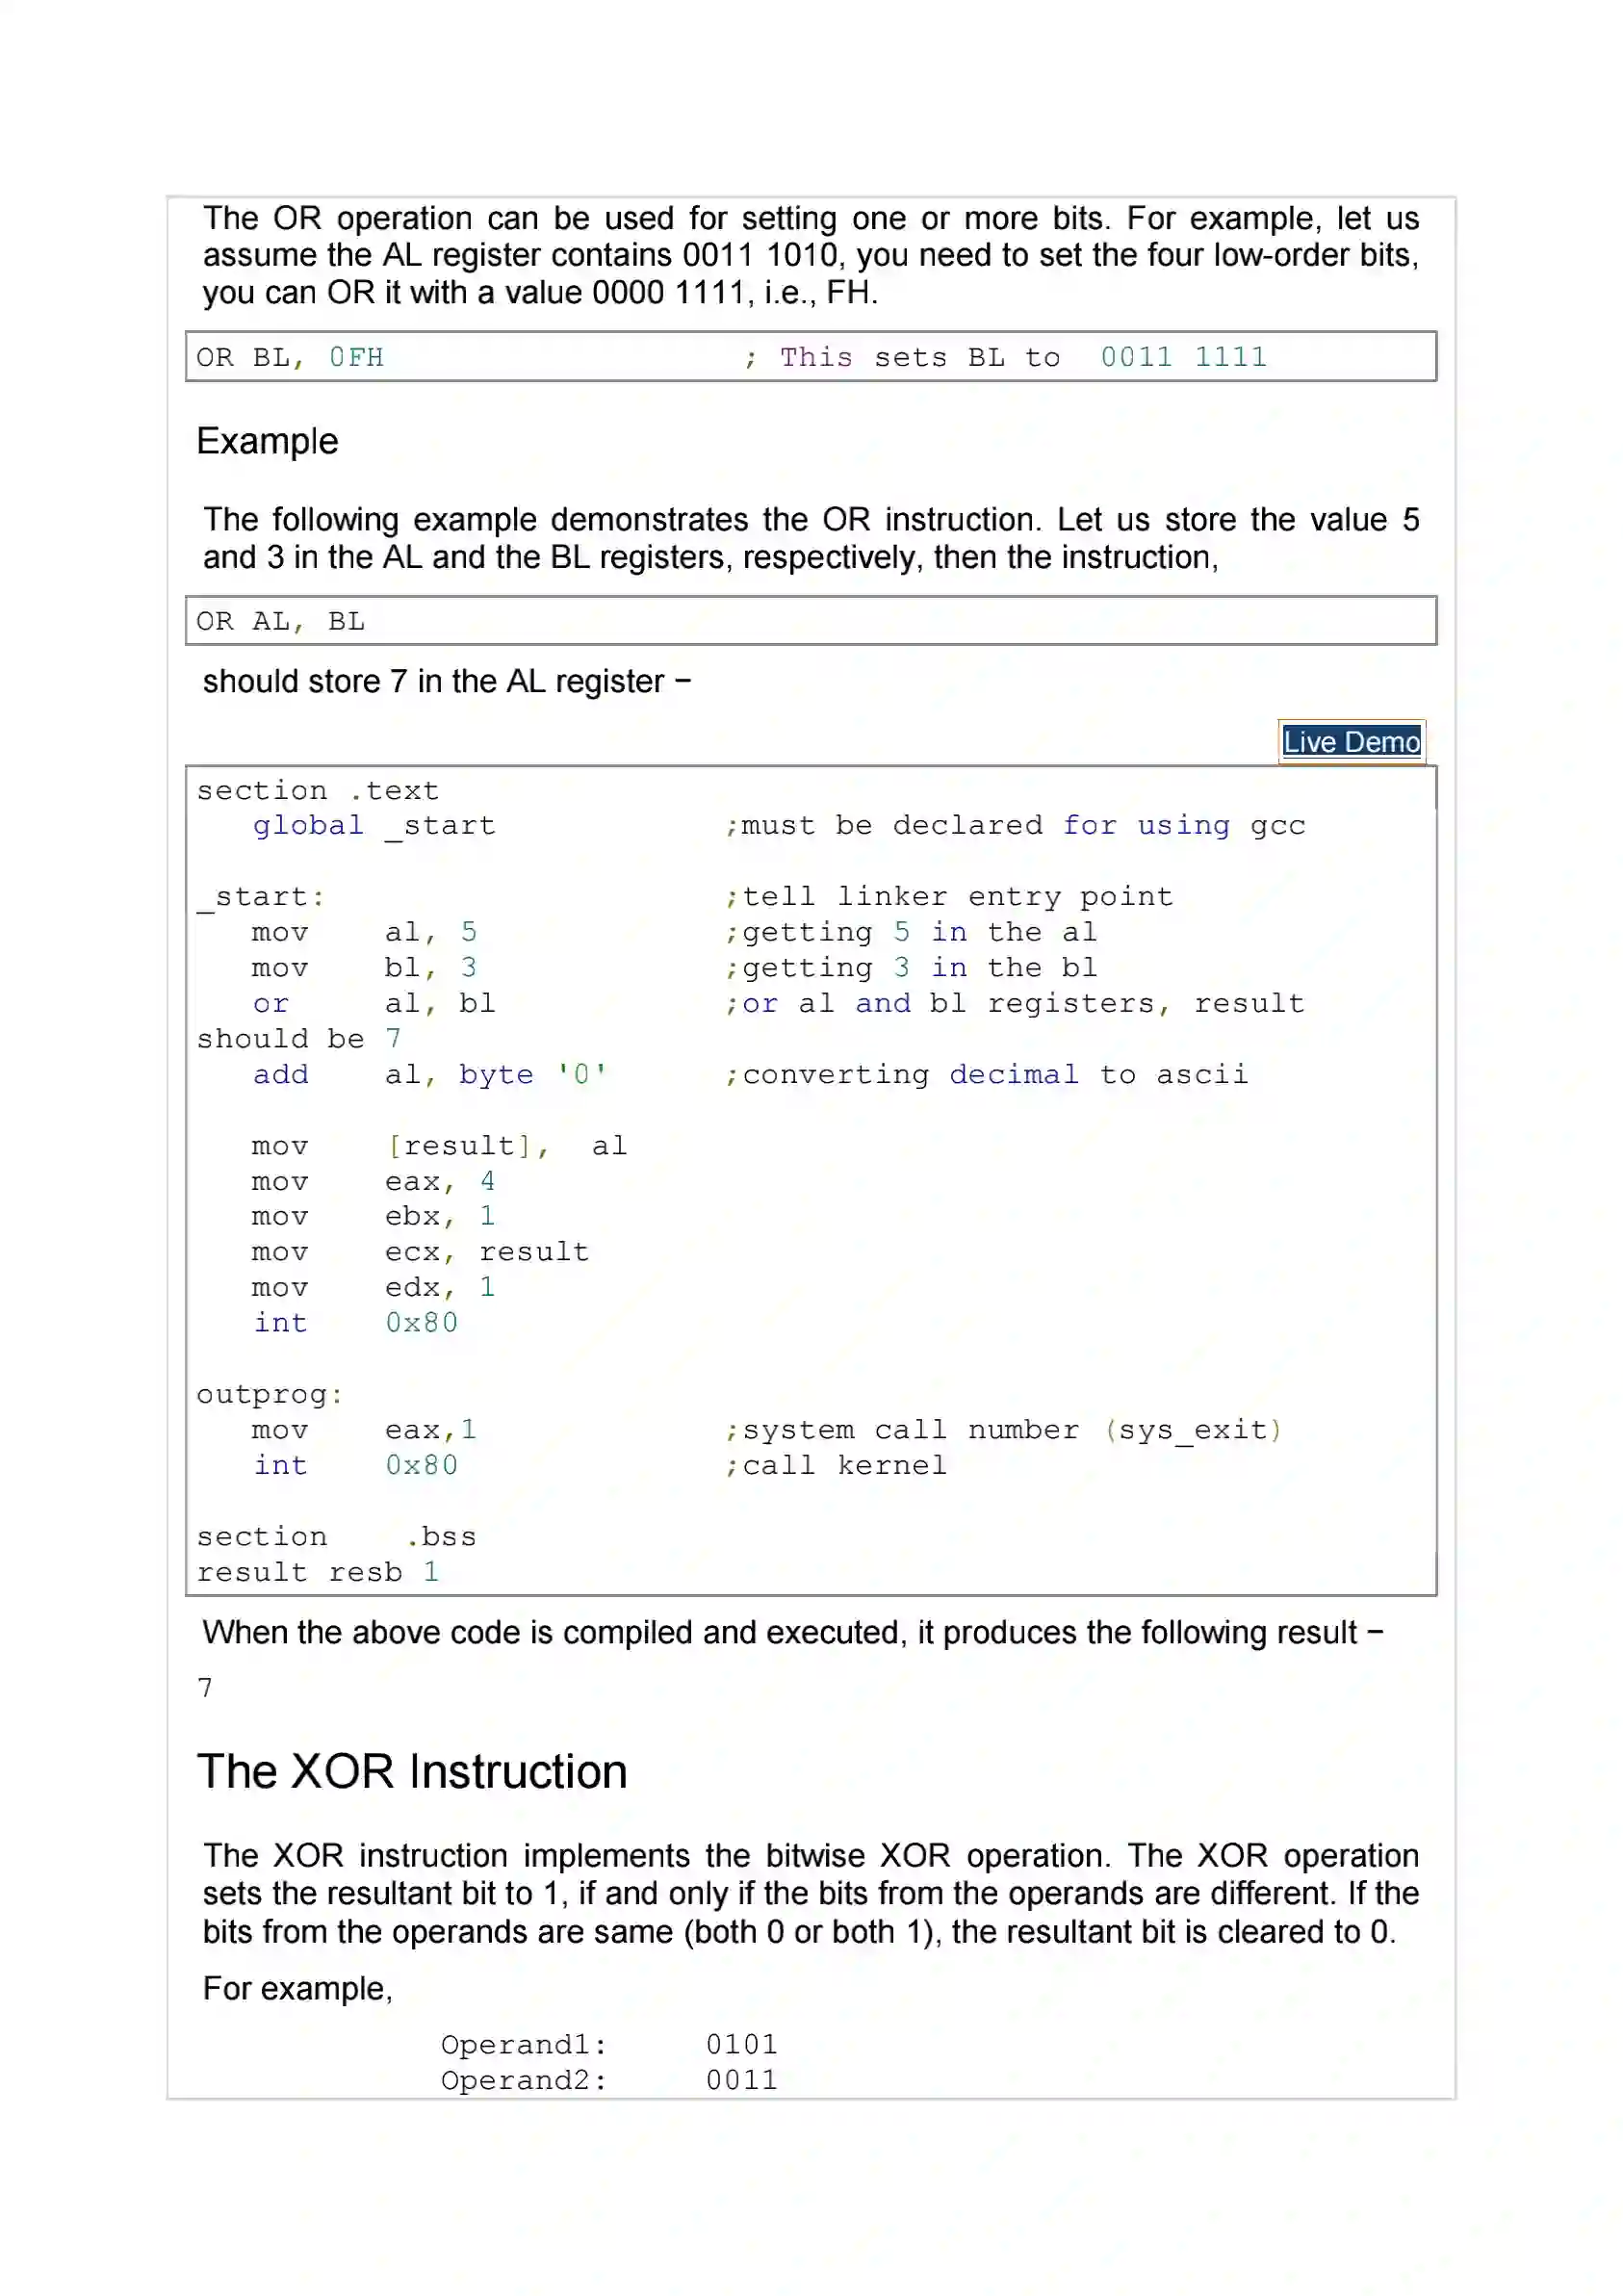 The OR operation can be used for setting one or more bits. For example, let us
assume the AL register contains 0011 1010, you need to set the four low-order bits,
you can OR it with a value 0000 1111, i.e., FH.
OR BL, 0FH                   ; This sets BL to  0011 1111
Example
The following example demonstrates the OR instruction. Let us store the value 5
and 3 in the AL and the BL registers, respectively, then the instruction,
OR AL, BL
should store 7 in the AL register −
Live Demo
section .text
   global _start            ;must be declared for using gcc
_start:                     ;tell linker entry point
   mov    al, 5             ;getting 5 in the al
   mov    bl, 3             ;getting 3 in the bl
   or     al, bl            ;or al and bl registers, result
should be 7
   add    al, byte '0'      ;converting decimal to ascii
   mov    [result],  al
   mov    eax, 4
   mov    ebx, 1
   mov    ecx, result
   mov    edx, 1
   int    0x80
outprog:
   mov    eax,1             ;system call number (sys_exit)
   int    0x80              ;call kernel
section    .bss
result resb 1
When the above code is compiled and executed, it produces the following result −
7
The XOR Instruction
The XOR instruction implements the bitwise XOR operation. The XOR operation
sets the resultant bit to 1, if and only if the bits from the operands are different. If the
bits from the operands are same (both 0 or both 1), the resultant bit is cleared to 0.
For example,
Operand1:     0101
Operand2:     0011